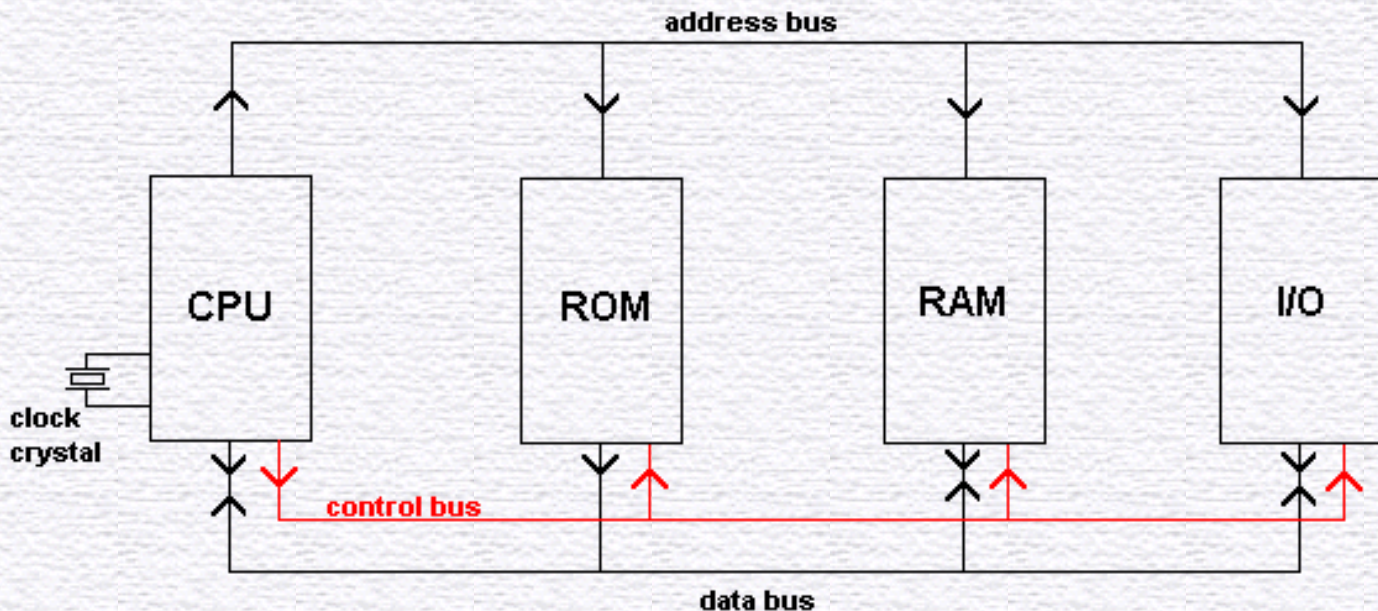 address bus
CPU
ROM
RAM
I/O
clock
crystal
control bus
data bus